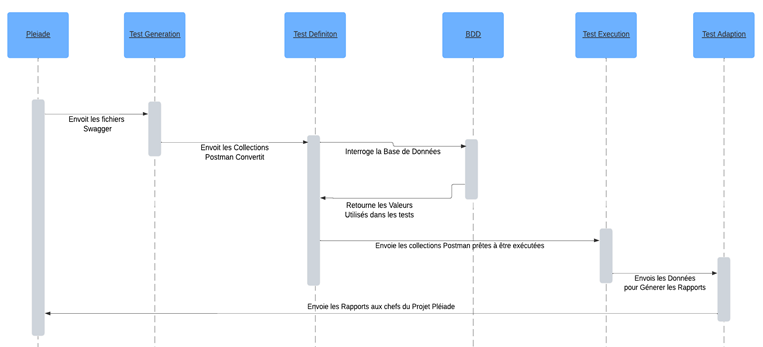 Pleiade
Test Generation
Test Definiton
BDD
Test Execution
Test Adaption
Envoit les fichiers
Swagger
Envoit les Collections
Postman Convertit
Interroge la Base de Données
Retourne les Valeurs
Utilisés dans les tests
Envoie les collections Postman prêtes à être exécutées
Envois les Données
pour Génerer les Rapports
Envoie les Rapports aux chefs du Projet Pléiade